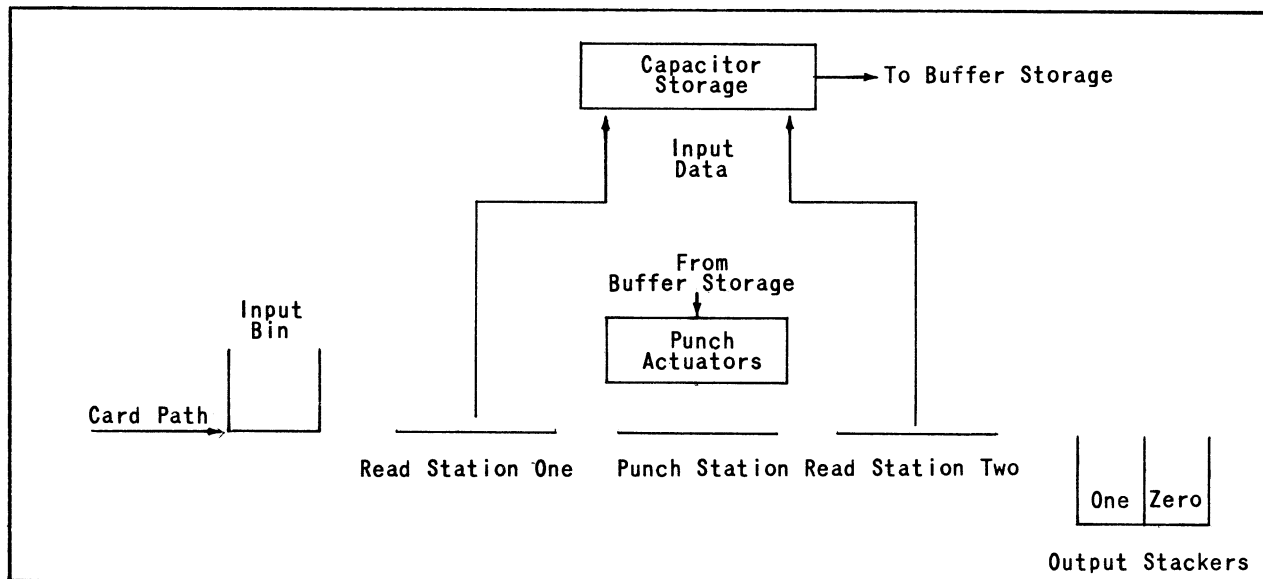 Capacitor
Storage
To Buffer Storage
Input
Data
From
Buffer Storage
Input
Bin
Punch
Actuators
Card Path
Read Station One
Punch Station
Read Station Two
One
Zero
Output Stackers